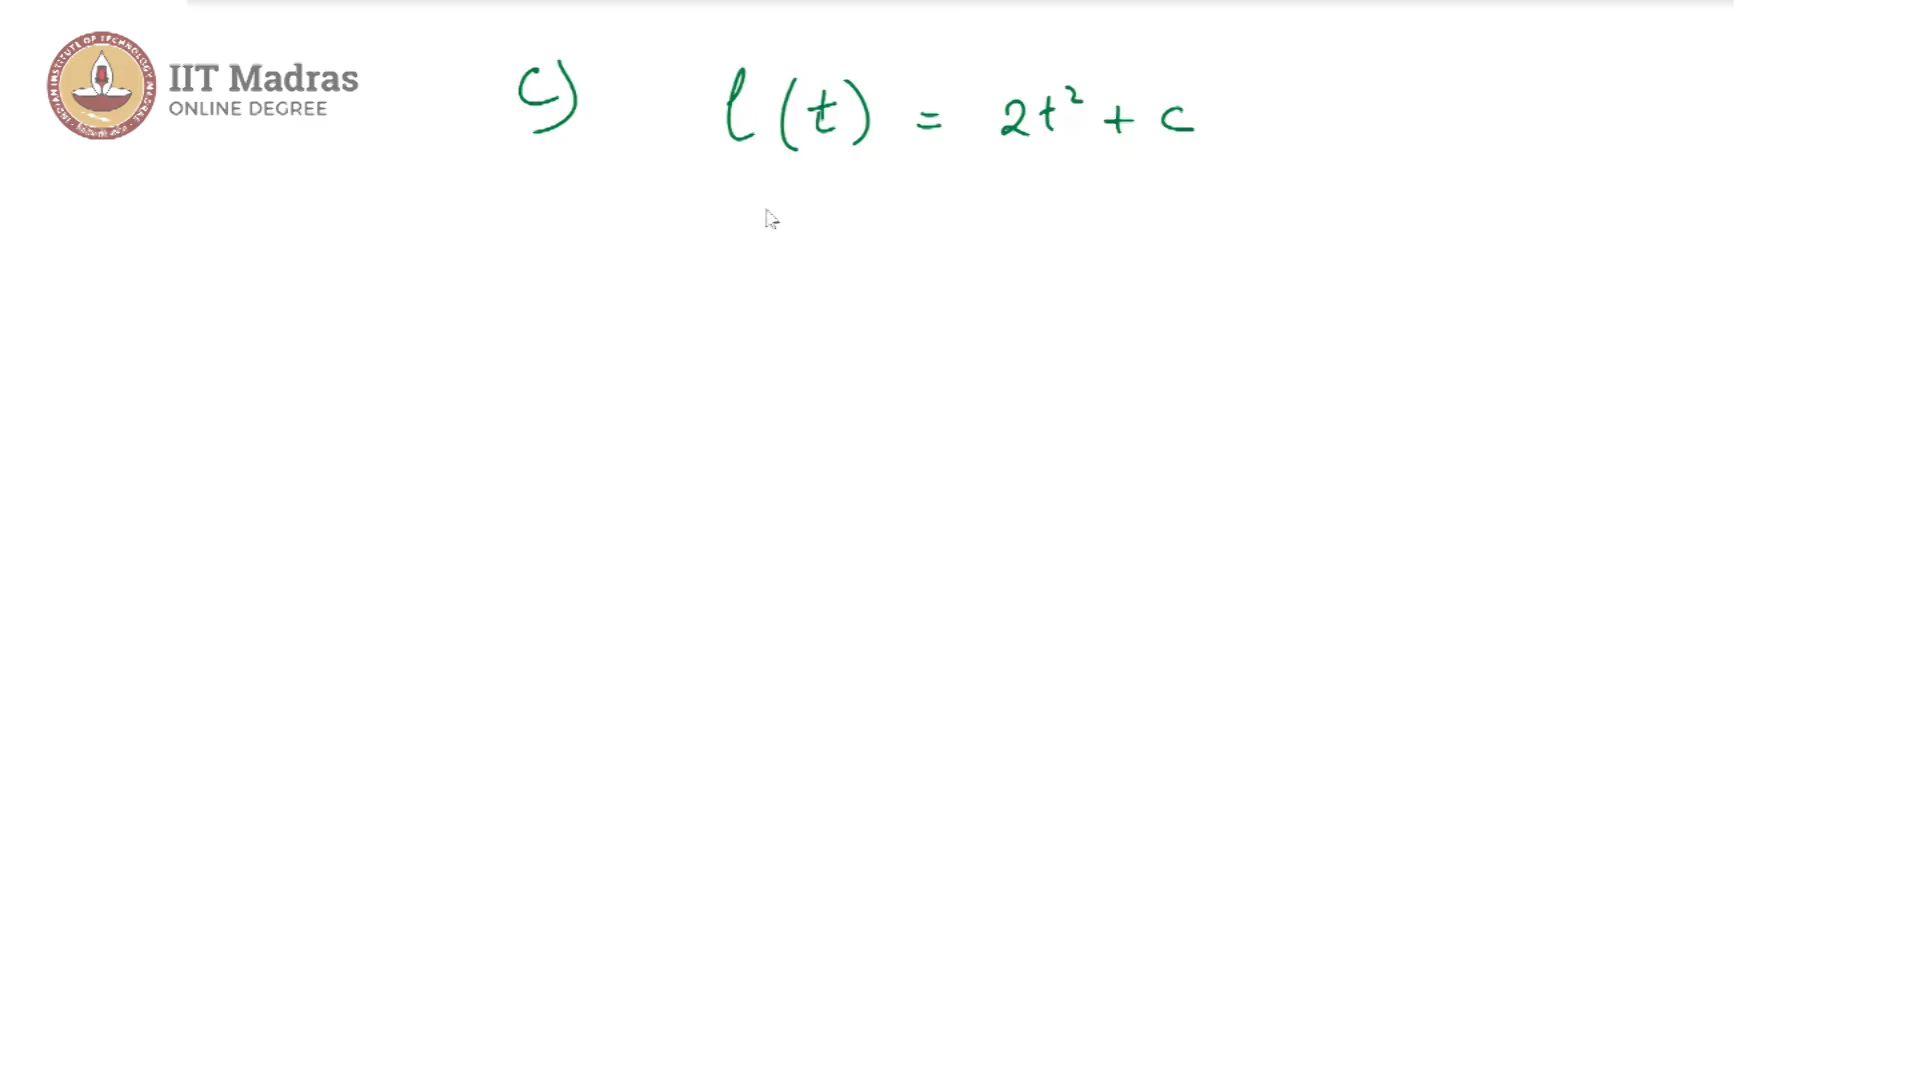 IIT Madras
ONLINE DEGREE
c) l(t) = 2t² + c